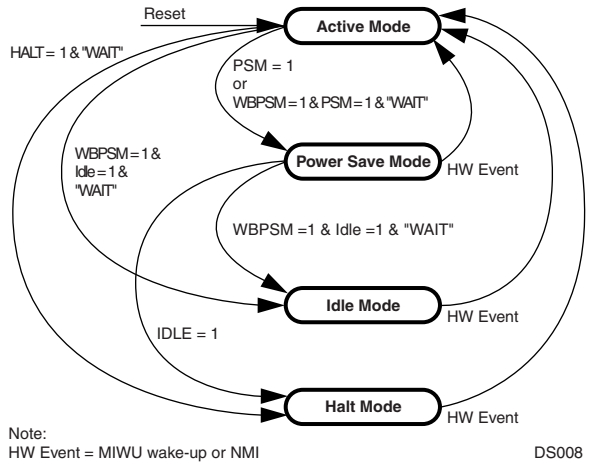 Reset
Active Mode
HALT = 1 & "WAIT"
PSM = 1
or
WBPSM = 1 & PSM = 1 & "WAIT"
WBPSM = 1 &
Idle = 1 &
"WAIT"
Power Save Mode
HW Event
WBPSM = 1 & Idle = 1 & "WAIT"
Idle Mode
HW Event
IDLE = 1
Halt Mode
HW Event
Note:
HW Event = MIWU wake-up or NMI
DS008